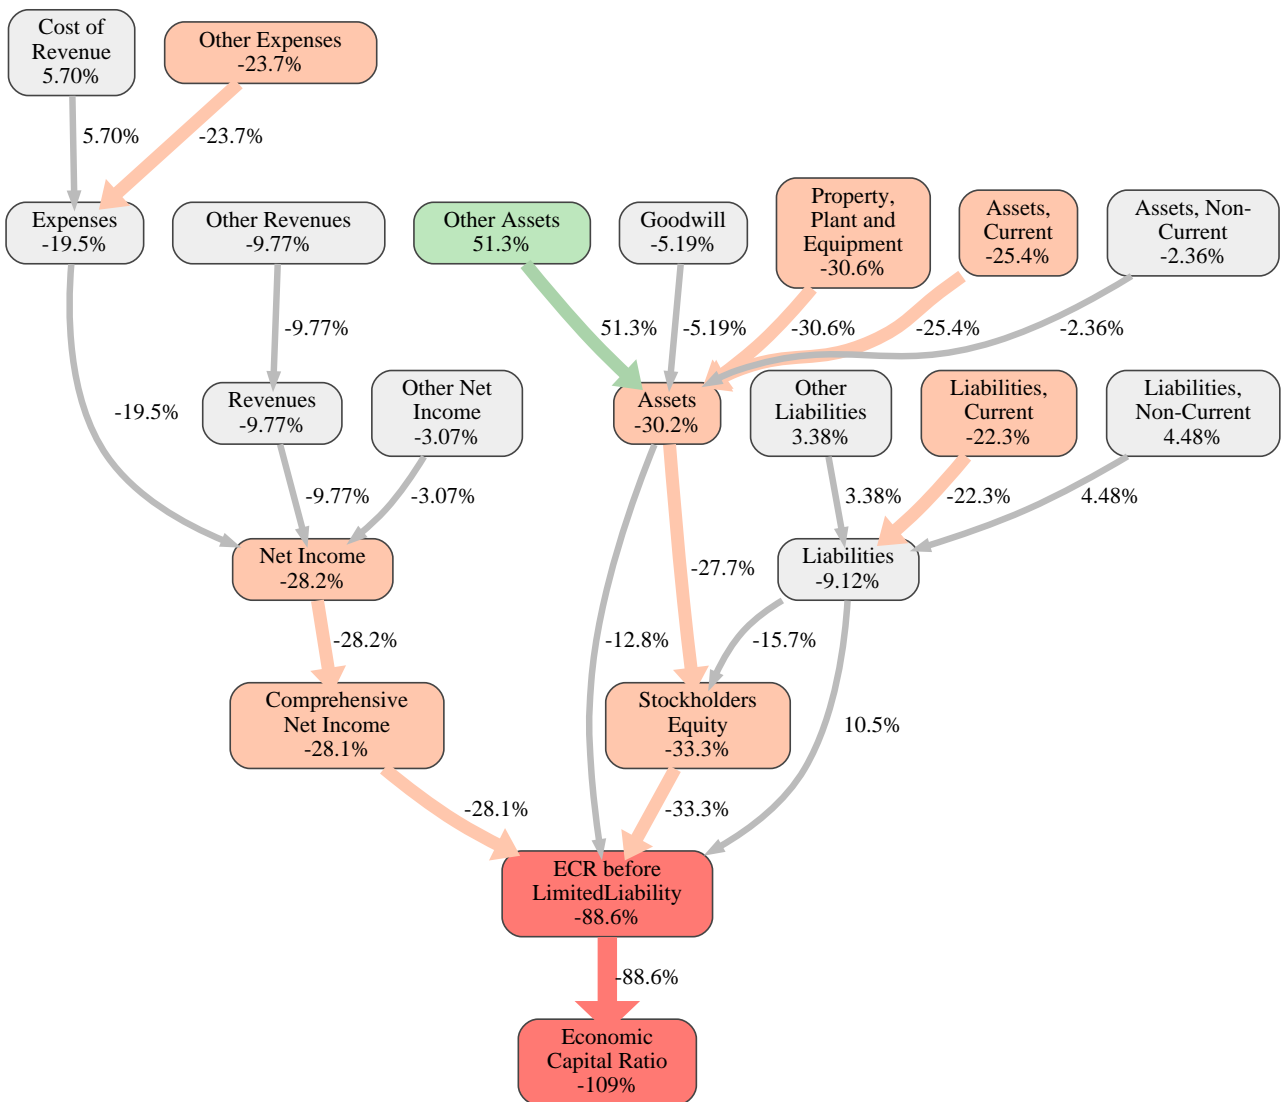 Cost of
Revenue
5.70%
Other Expenses
-23.7%
5.70%
-23.7%
Expenses
-19.5%
Other Revenues
-9.77%
Other Assets
51.3%
Goodwill
-5.19%
Property,
Plant and
Equipment
-30.6%
Assets,
Current
-25.4%
Assets, Non-
Current
-2.36%
-9.77%
51.3%
-5.19%
-30.6%
-25.4%
-2.36%
-19.5%
Revenues
-9.77%
Other Net
Income
-3.07%
Assets
-30.2%
Other
Liabilities
3.38%
Liabilities,
Current
-22.3%
Liabilities,
Non-Current
4.48%
-9.77%
-3.07%
3.38%
-22.3%
4.48%
Net Income
-28.2%
-27.7%
Liabilities
-9.12%
-28.2%
-12.8%
-15.7%
Comprehensive
Net Income
-28.1%
Stockholders
Equity
-33.3%
10.5%
-28.1%
-33.3%
ECR before
LimitedLiability
-88.6%
-88.6%
Economic
Capital Ratio
-109%